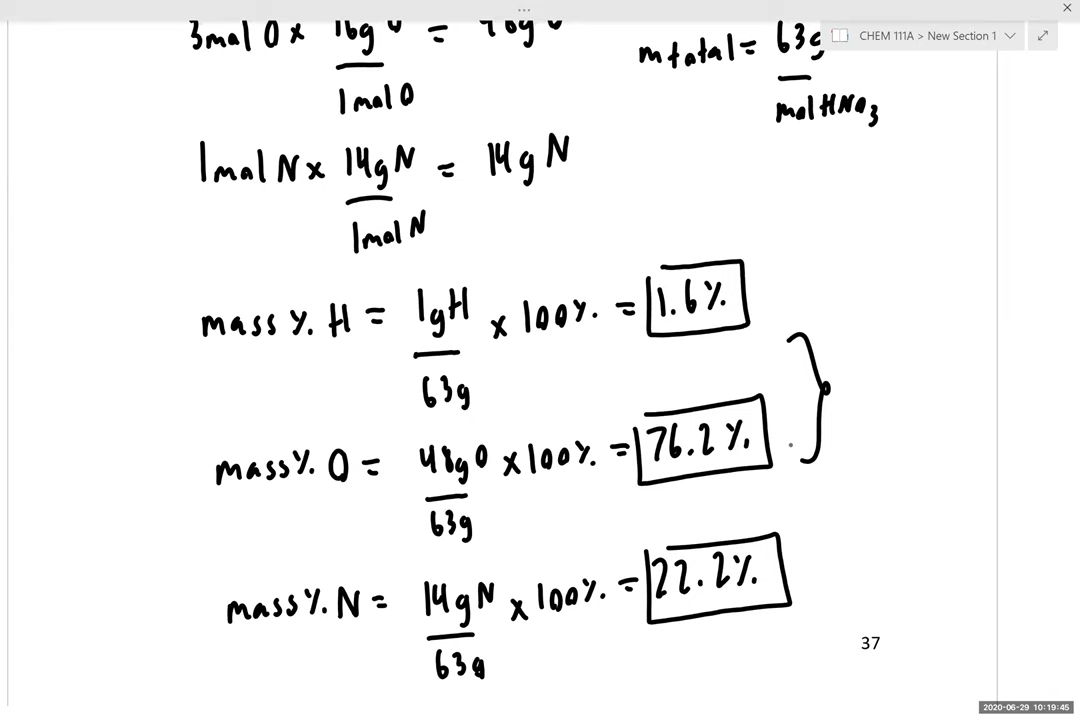 CHEM 111A > New Section 1
3mol O x 16g O = 48g O
1mol O
mtotal = 63g
mol HNO3
1mol N x 14g N = 14g N
1mol N
mass % H = 1gH x 100% = 1.6%
63g
mass % O = 48g O x 100% = 76.2%
63g
mass % N = 14g N x 100% = 22.2%
63g
37
2020-06-29 10:19:45